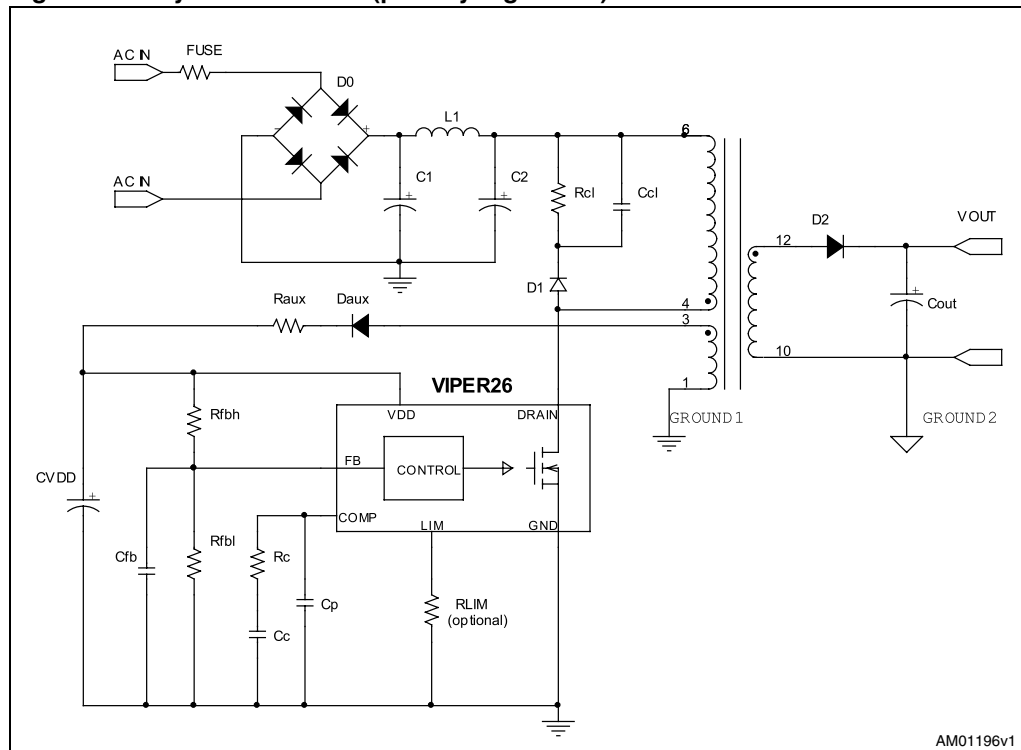 AC IN
FUSE
D0
-
+
L1
6
C1
+
C2
+
Rcl
Ccl
D2
VOUT
12
D1
+
Cout
Raux
Daux
4
3
10
VIPER26
1
GROUND1
GROUND2
Rfbh
VDD
DRAIN
FB
CONTROL
CVDD
+
COMP
LIM
GND
Cfb
Rfbl
Rc
Cp
RLIM
(optional)
Cc
AC IN
AM01196v1